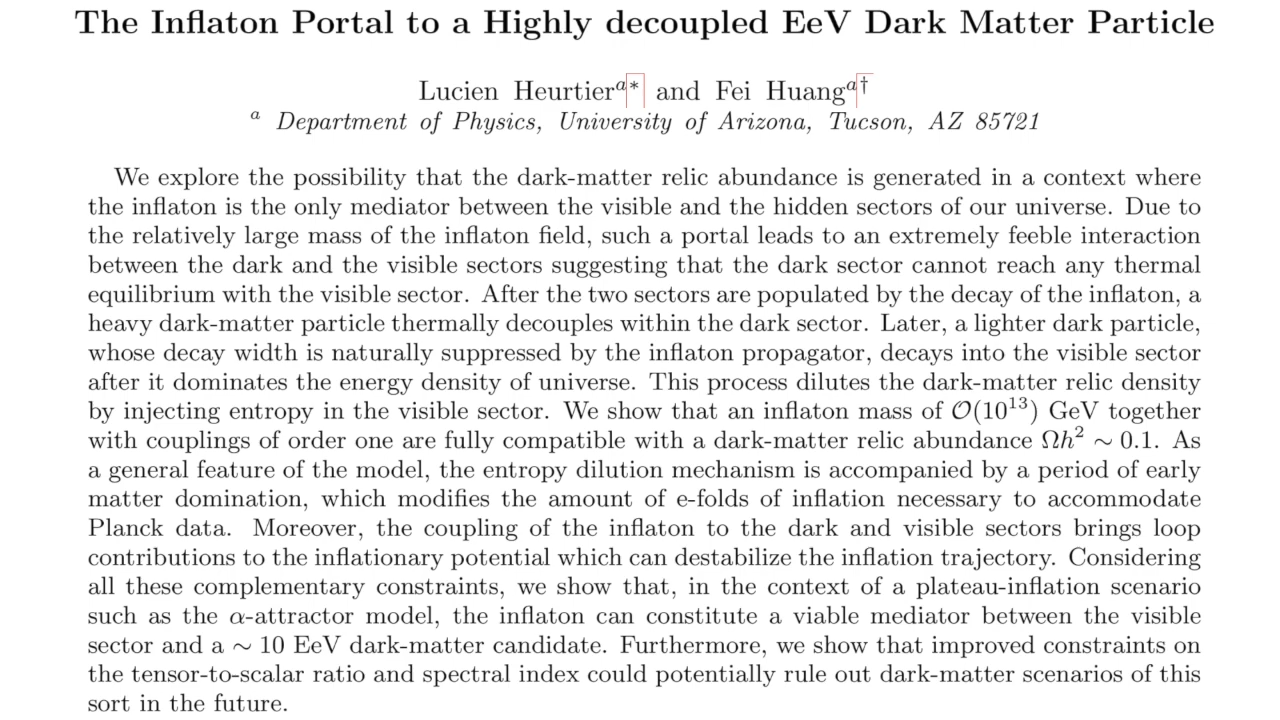 The Inflaton Portal to a Highly decoupled EeV Dark Matter Particle
Lucien Heurtierᵃ* and Fei Huangᵃ†
ᵃ Department of Physics, University of Arizona, Tucson, AZ 85721
We explore the possibility that the dark-matter relic abundance is generated in a context where
the inflaton is the only mediator between the visible and the hidden sectors of our universe. Due to
the relatively large mass of the inflaton field, such a portal leads to an extremely feeble interaction
between the dark and the visible sectors suggesting that the dark sector cannot reach any thermal
equilibrium with the visible sector. After the two sectors are populated by the decay of the inflaton, a
heavy dark-matter particle thermally decouples within the dark sector. Later, a lighter dark particle,
whose decay width is naturally suppressed by the inflaton propagator, decays into the visible sector
after it dominates the energy density of universe. This process dilutes the dark-matter relic density
by injecting entropy in the visible sector. We show that an inflaton mass of 𝒪(10¹³) GeV together
with couplings of order one are fully compatible with a dark-matter relic abundance Ωh² ∼ 0.1. As
a general feature of the model, the entropy dilution mechanism is accompanied by a period of early
matter domination, which modifies the amount of e-folds of inflation necessary to accommodate
Planck data. Moreover, the coupling of the inflaton to the dark and visible sectors brings loop
contributions to the inflationary potential which can destabilize the inflation trajectory. Considering
all these complementary constraints, we show that, in the context of a plateau-inflation scenario
such as the α-attractor model, the inflaton can constitute a viable mediator between the visible
sector and a ∼ 10 EeV dark-matter candidate. Furthermore, we show that improved constraints on
the tensor-to-scalar ratio and spectral index could potentially rule out dark-matter scenarios of this
sort in the future.